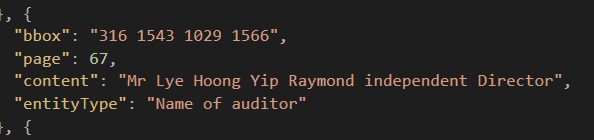 }, {
"bbox": "316 1543 1029 1566",
"page": 67,
"content": "Mr Lye Hoong Yip Raymond independent Director",
"entityType": "Name of auditor"
}, {